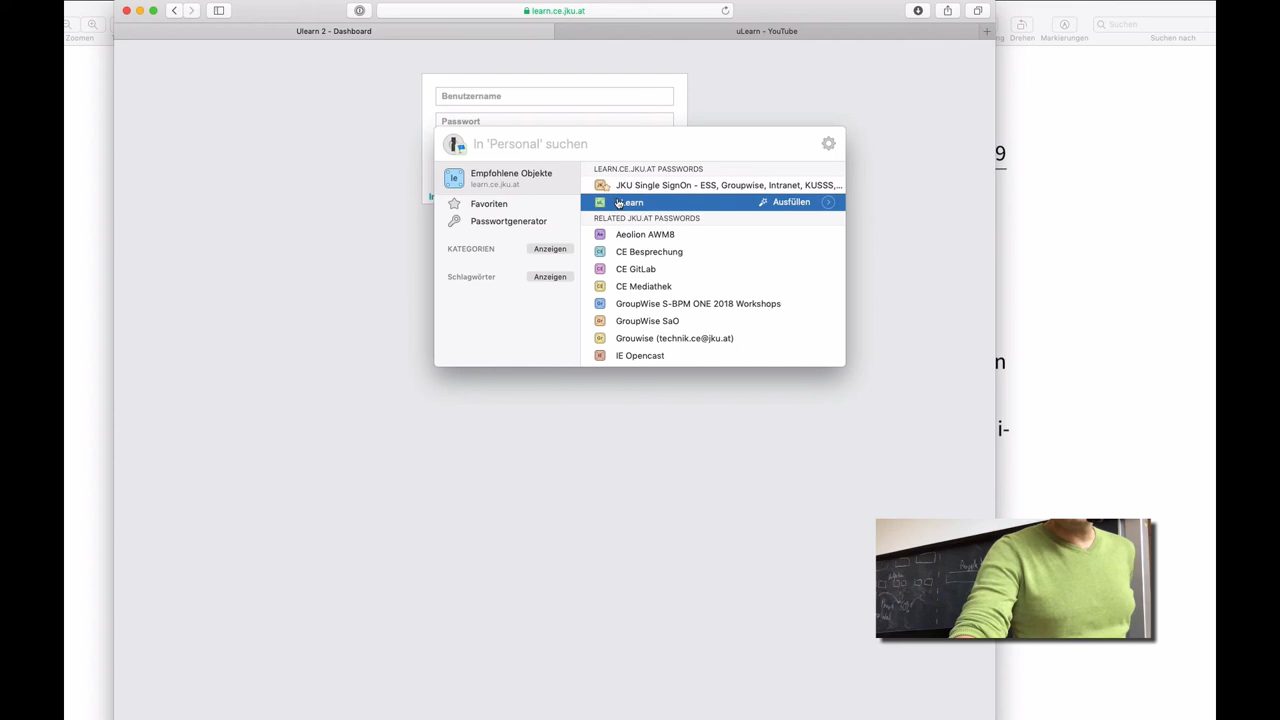 learn.ce.jku.at
Ulearn 2 - Dashboard
uLearn - YouTube
Zoomen
Drehen
Markierungen
Suchen
Suchen nach
Benutzername
Passwort
In 'Personal' suchen
Empfohlene Objekte
learn.ce.jku.at
Favoriten
Passwortgenerator
KATEGORIEN
Anzeigen
Schlagwörter
Anzeigen
LEARN.CE.JKU.AT PASSWORDS
JKU Single SignOn - ESS, Groupwise, Intranet, KUSSS,...
Ausfüllen
RELATED JKU.AT PASSWORDS
Aeolion AWM8
CE Besprechung
CE GitLab
CE Mediathek
GroupWise S-BPM ONE 2018 Workshops
GroupWise SaO
Grouwise (technik.ce@jku.at)
IE Opencast
9
n
i-